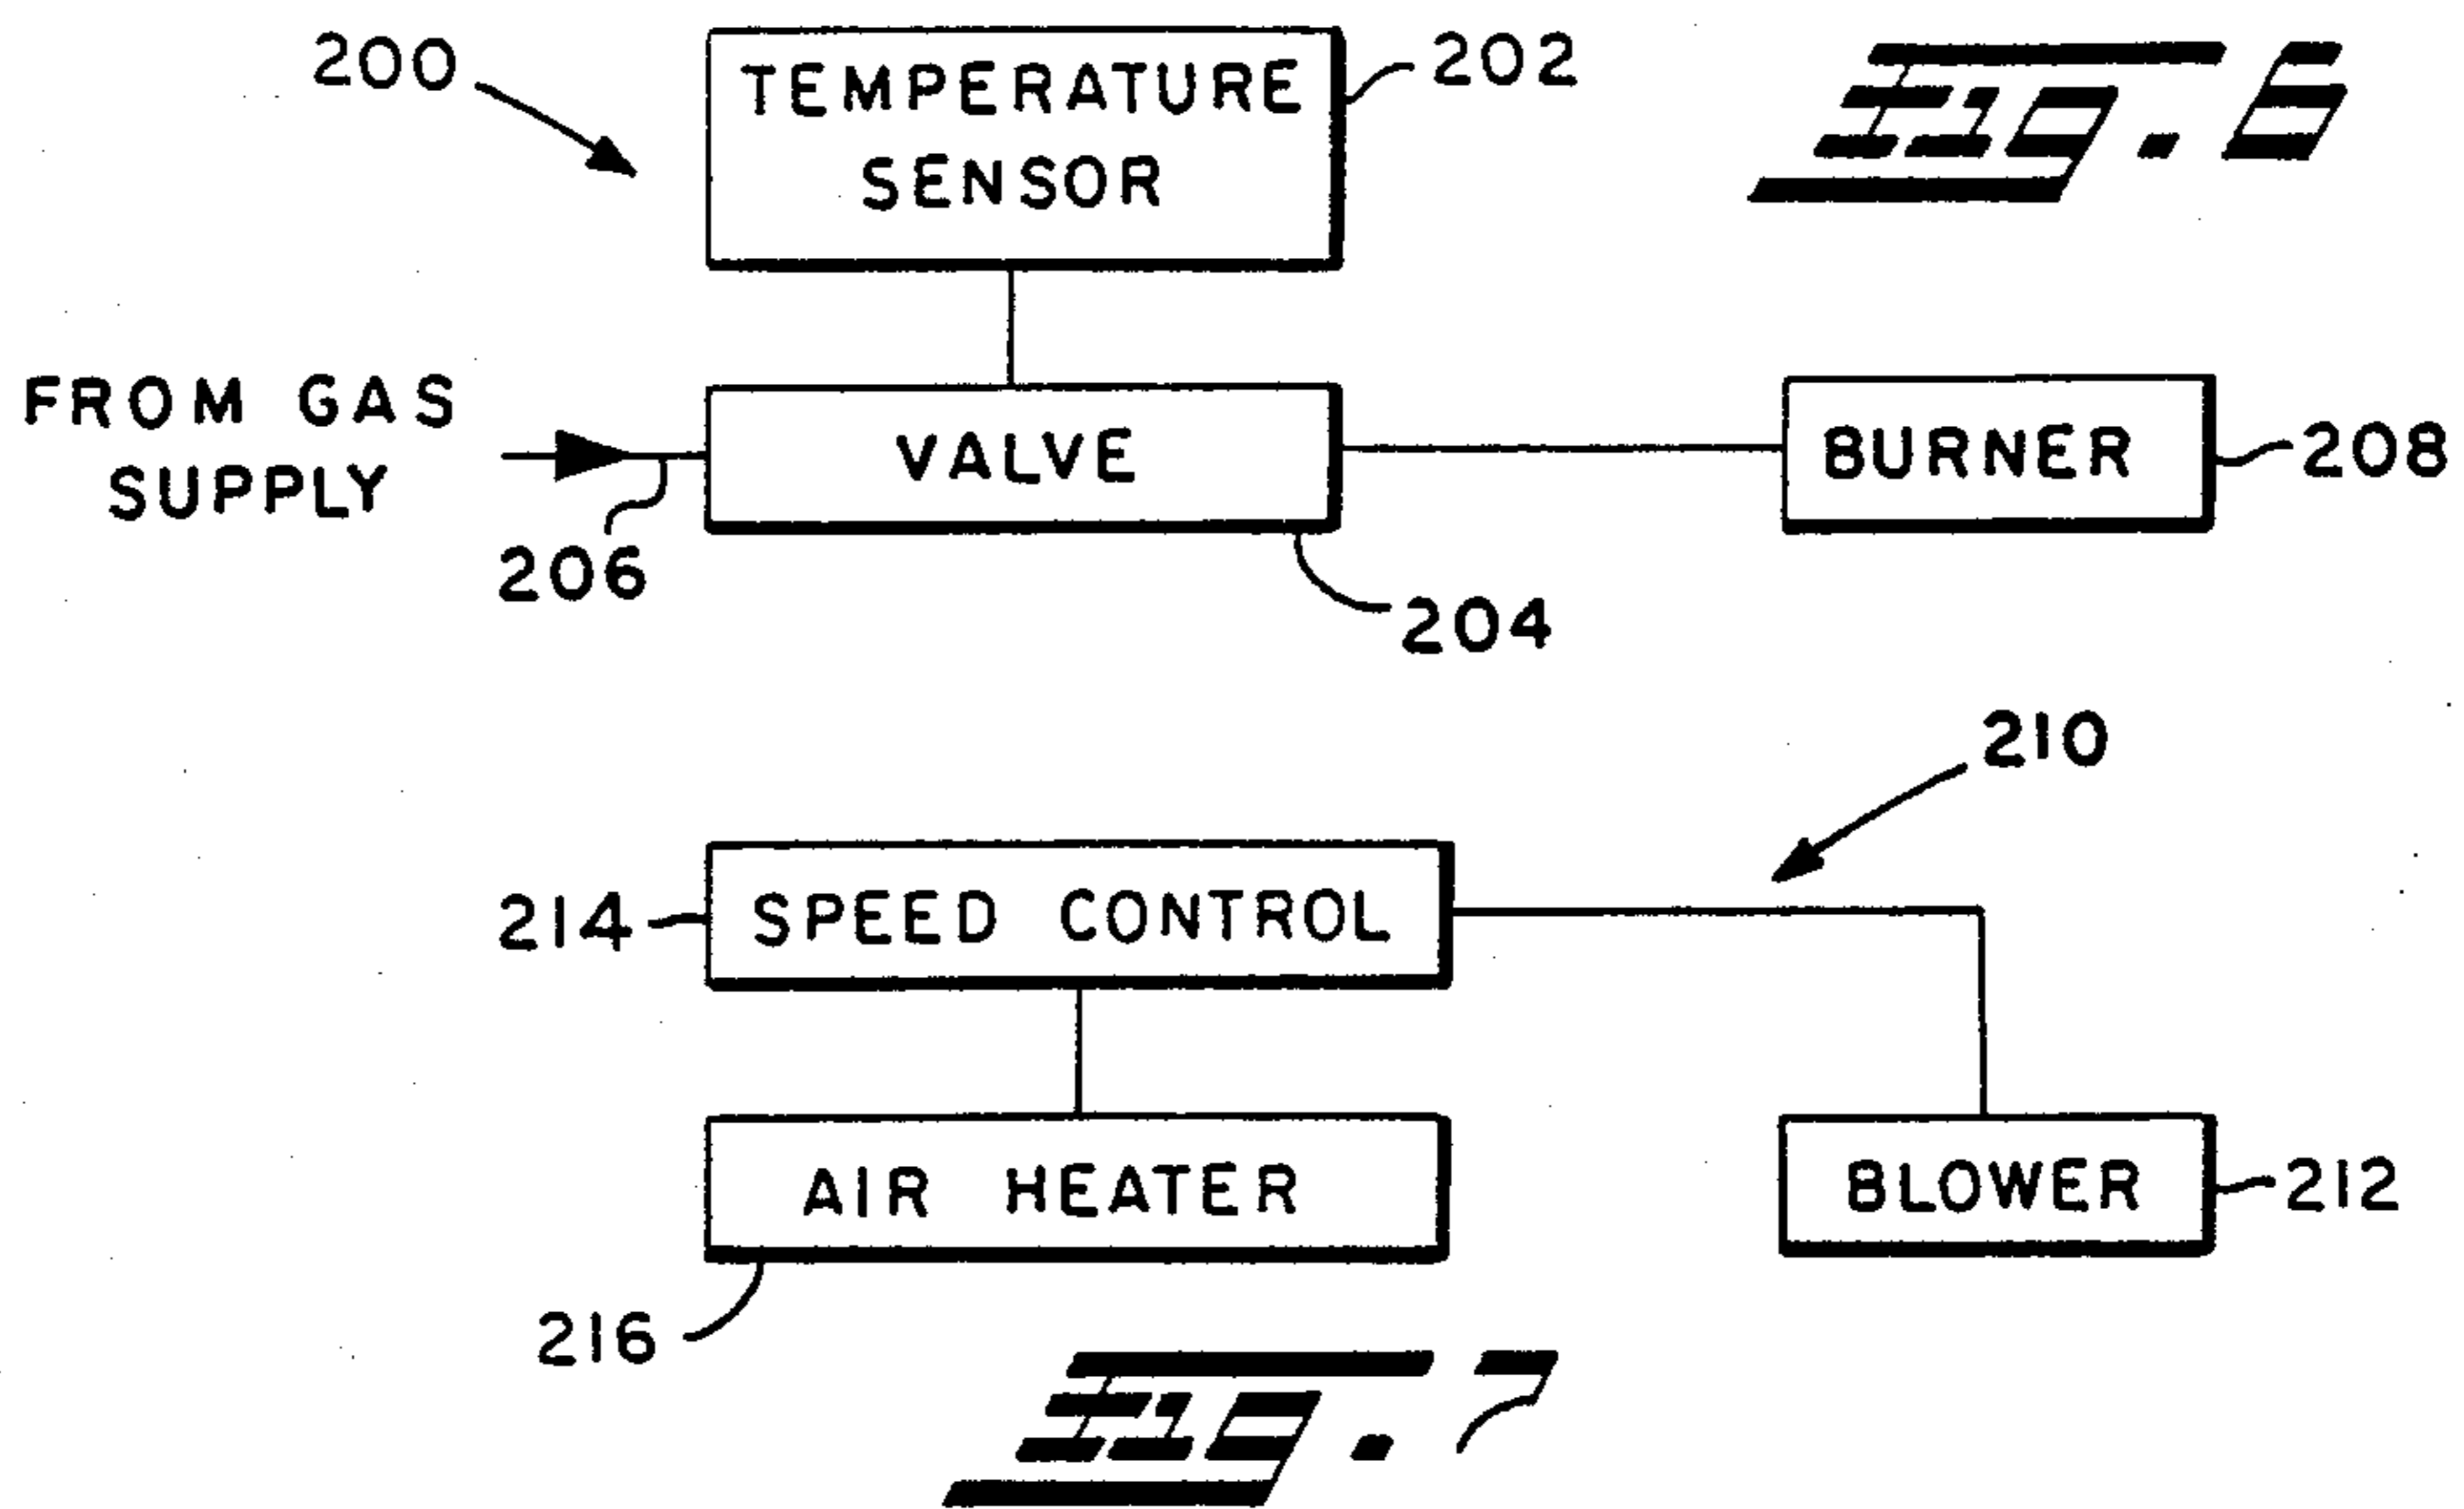 200
TEMPERATURE
SENSOR
202
Fig. 6
FROM GAS
SUPPLY
206
VALVE
204
BURNER
208
210
214
SPEED CONTROL
AIR HEATER
216
BLOWER
212
Fig. 7